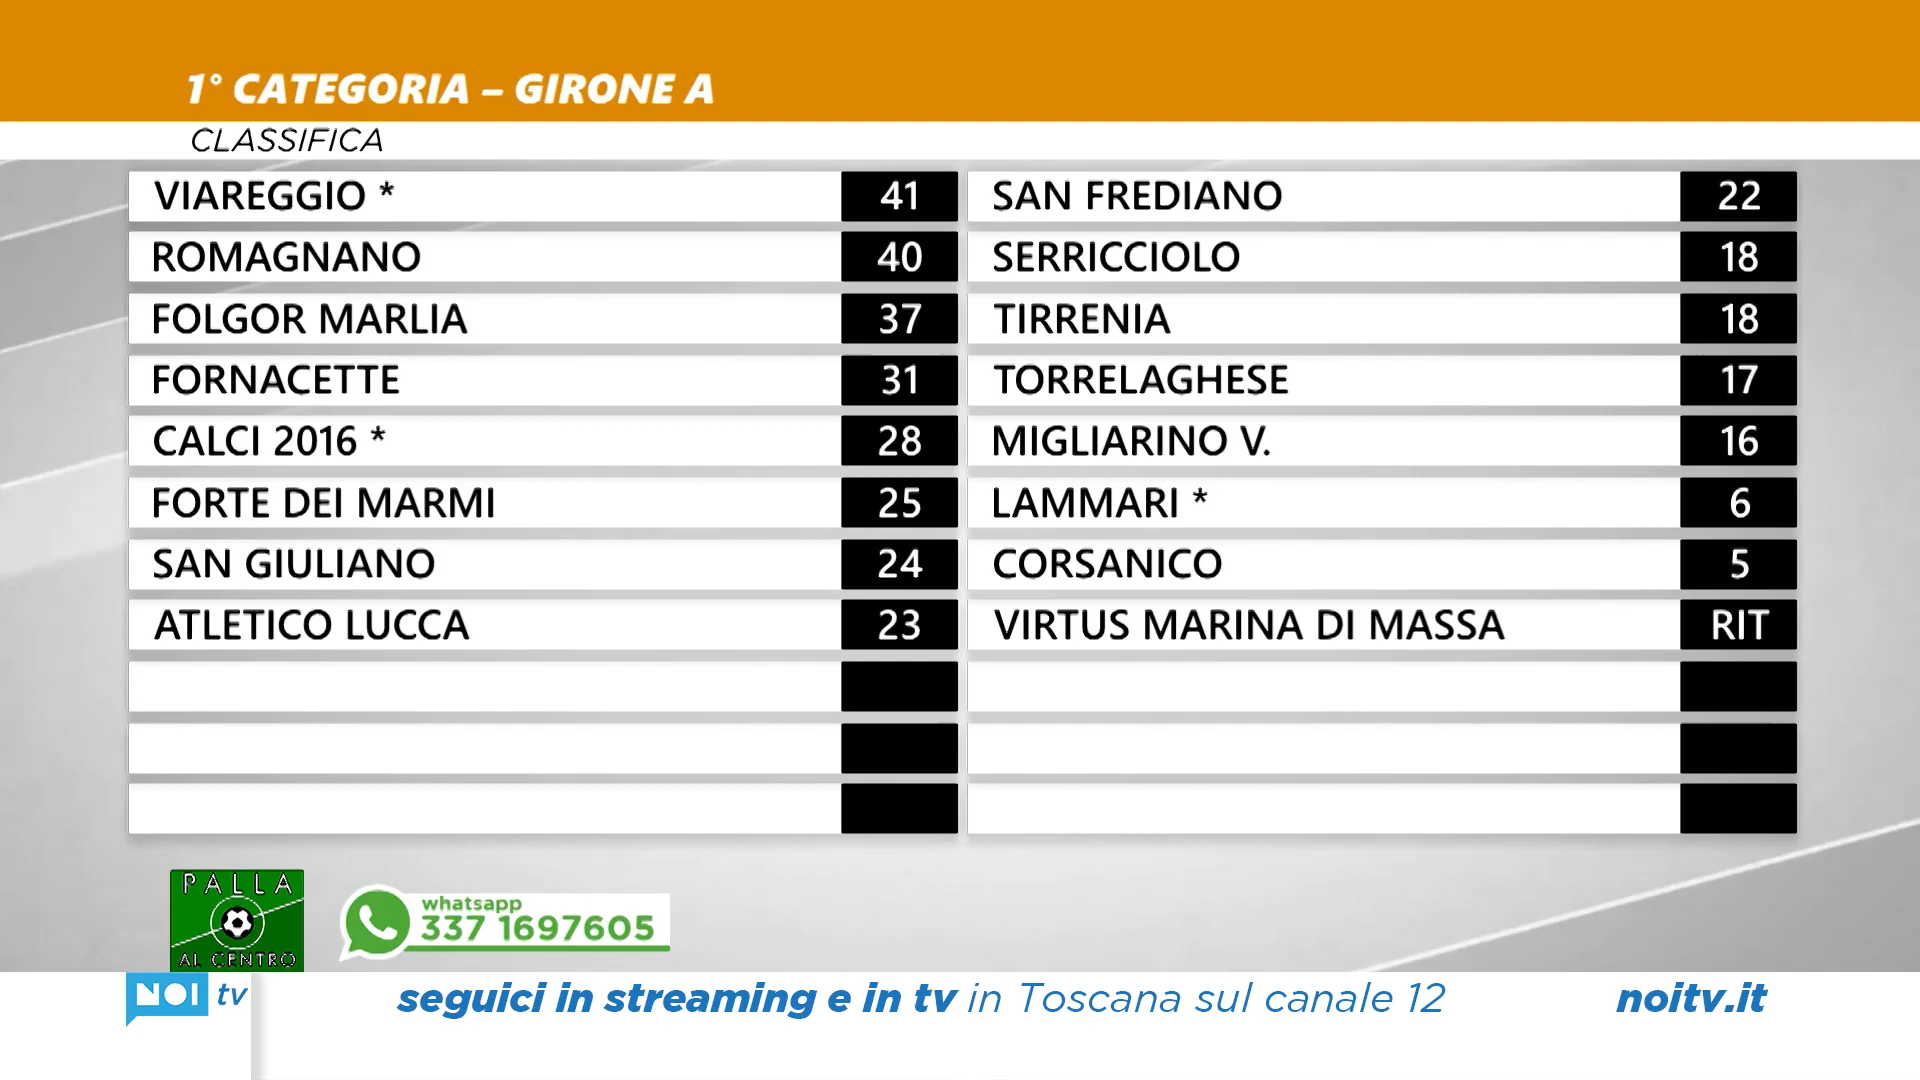 1° CATEGORIA – GIRONE A
CLASSIFICA
VIAREGGIO * 41
ROMAGNANO 40
FOLGOR MARLIA 37
FORNACETTE 31
CALCI 2016 * 28
FORTE DEI MARMI 25
SAN GIULIANO 24
ATLETICO LUCCA 23
SAN FREDIANO 22
SERRICCIOLO 18
TIRRENIA 18
TORRELAGHESE 17
MIGLIARINO V. 16
LAMMARI * 6
CORSANICO 5
VIRTUS MARINA DI MASSA RIT
PALLA
AL CENTRO
whatsapp
337 1697605
NOI tv
seguici in streaming e in tv in Toscana sul canale 12
noitv.it